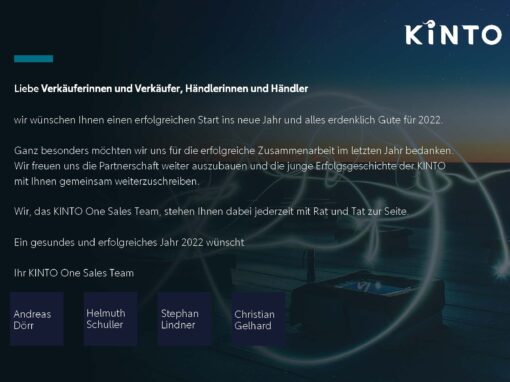 KINTO
Liebe Verkäuferinnen und Verkäufer, Händlerinnen und Händler
wir wünschen Ihnen einen erfolgreichen Start ins neue Jahr und alles erdenklich Gute für 2022.
Ganz besonders möchten wir uns für die erfolgreiche Zusammenarbeit im letzten Jahr bedanken.
Wir freuen uns die Partnerschaft weiter auszubauen und die junge Erfolgsgeschichte der KINTO
mit Ihnen gemeinsam weiterzuschreiben.
Wir, das KINTO One Sales Team, stehen Ihnen dabei jederzeit mit Rat und Tat zur Seite.
Ein gesundes und erfolgreiches Jahr 2022 wünscht
Ihr KINTO One Sales Team
Andreas
Dörr
Helmuth
Schuller
Stephan
Lindner
Christian
Gelhard